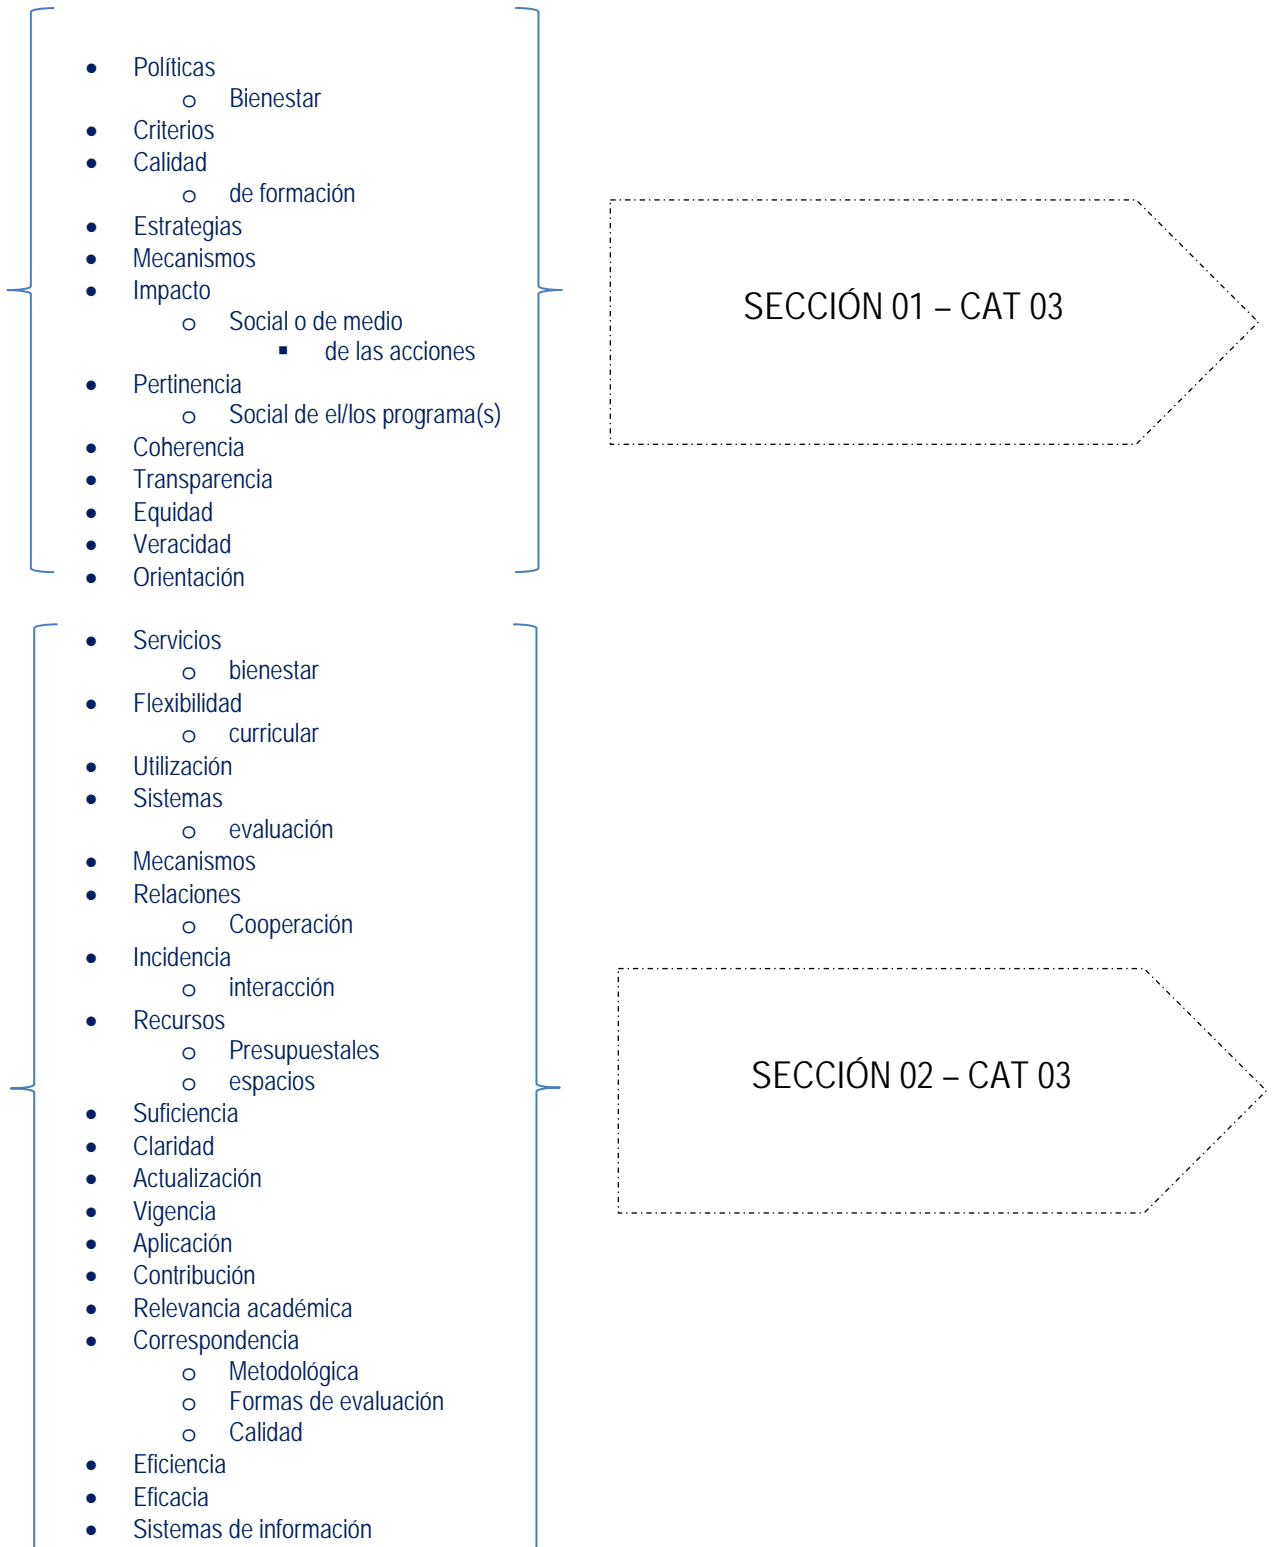 • Políticas
o Bienestar
• Criterios
• Calidad
o de formación
• Estrategias
• Mecanismos
• Impacto
o Social o de medio
▪ de las acciones
• Pertinencia
o Social de el/los programa(s)
• Coherencia
• Transparencia
• Equidad
• Veracidad
• Orientación
SECCIÓN 01 – CAT 03
• Servicios
o bienestar
• Flexibilidad
o curricular
• Utilización
• Sistemas
o evaluación
• Mecanismos
• Relaciones
o Cooperación
• Incidencia
o interacción
• Recursos
o Presupuestales
o espacios
• Suficiencia
• Claridad
• Actualización
• Vigencia
• Aplicación
• Contribución
• Relevancia académica
• Correspondencia
o Metodológica
o Formas de evaluación
o Calidad
• Eficiencia
• Eficacia
• Sistemas de información
SECCIÓN 02 – CAT 03